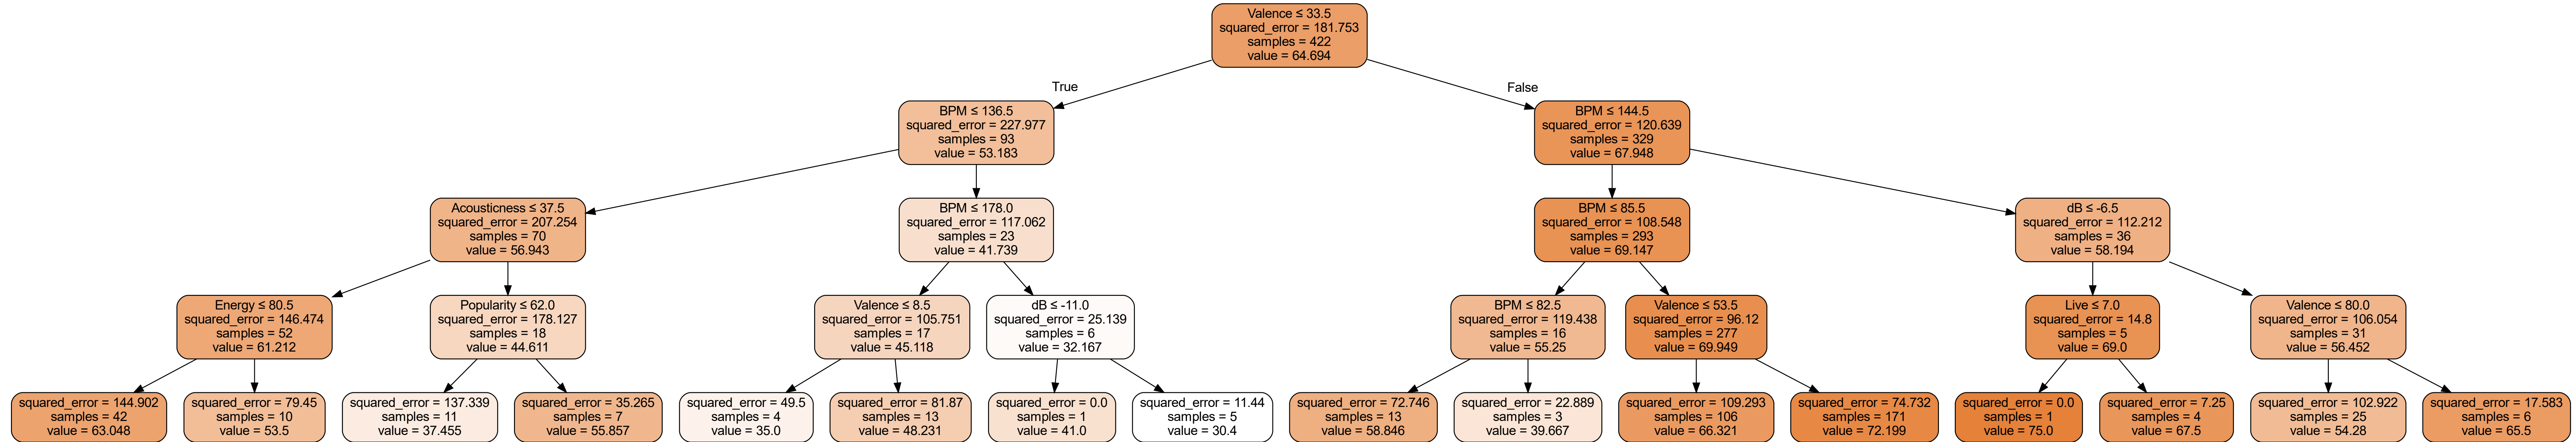 Valence ≤ 33.5
squared_error = 181.753
samples = 422
value = 64.694
True
False
BPM ≤ 136.5
squared_error = 227.977
samples = 93
value = 53.183
BPM ≤ 144.5
squared_error = 120.639
samples = 329
value = 67.948
Acousticness ≤ 37.5
squared_error = 207.254
samples = 70
value = 56.943
BPM ≤ 178.0
squared_error = 117.062
samples = 23
value = 41.739
BPM ≤ 85.5
squared_error = 108.548
samples = 293
value = 69.147
dB ≤ -6.5
squared_error = 112.212
samples = 36
value = 58.194
Energy ≤ 80.5
squared_error = 146.474
samples = 52
value = 61.212
Popularity ≤ 62.0
squared_error = 178.127
samples = 18
value = 44.611
Valence ≤ 8.5
squared_error = 105.751
samples = 17
value = 45.118
dB ≤ -11.0
squared_error = 25.139
samples = 6
value = 32.167
BPM ≤ 82.5
squared_error = 119.438
samples = 16
value = 55.25
Valence ≤ 53.5
squared_error = 96.12
samples = 277
value = 69.949
Live ≤ 7.0
squared_error = 14.8
samples = 5
value = 69.0
Valence ≤ 80.0
squared_error = 106.054
samples = 31
value = 56.452
squared_error = 144.902
samples = 42
value = 63.048
squared_error = 79.45
samples = 10
value = 53.5
squared_error = 137.339
samples = 11
value = 37.455
squared_error = 35.265
samples = 7
value = 55.857
squared_error = 49.5
samples = 4
value = 35.0
squared_error = 81.87
samples = 13
value = 48.231
squared_error = 0.0
samples = 1
value = 41.0
squared_error = 11.44
samples = 5
value = 30.4
squared_error = 72.746
samples = 13
value = 58.846
squared_error = 22.889
samples = 3
value = 39.667
squared_error = 109.293
samples = 106
value = 66.321
squared_error = 74.732
samples = 171
value = 72.199
squared_error = 0.0
samples = 1
value = 75.0
squared_error = 7.25
samples = 4
value = 67.5
squared_error = 102.922
samples = 25
value = 54.28
squared_error = 17.583
samples = 6
value = 65.5